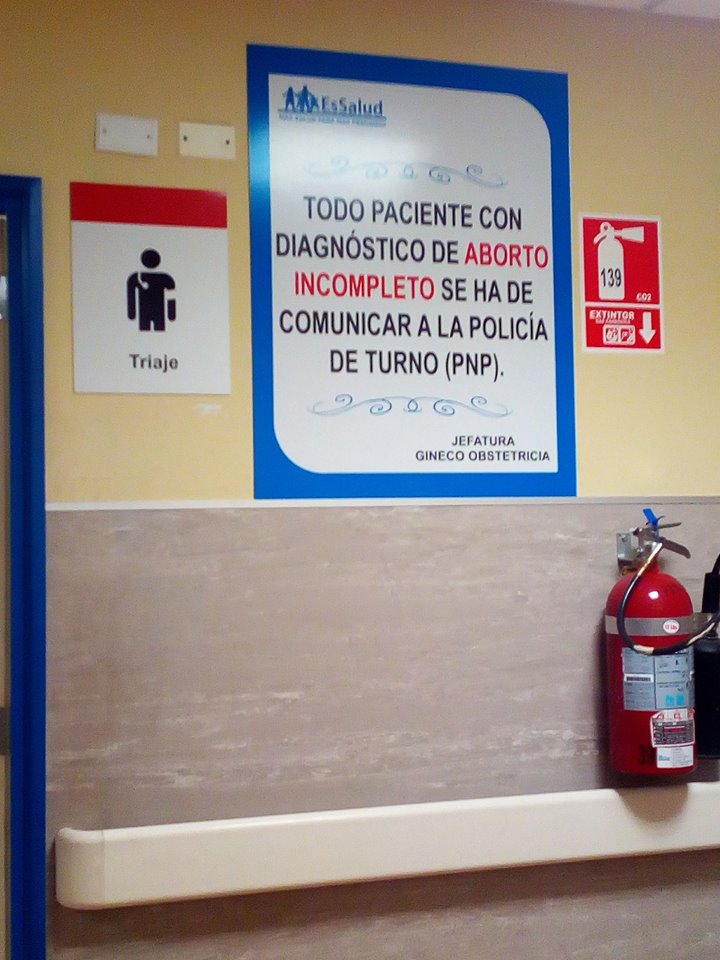 EsSalud
TODO PACIENTE CON
DIAGNÓSTICO DE ABORTO
INCOMPLETO SE HA DE
COMUNICAR A LA POLICÍA
DE TURNO (PNP).
JEFATURA
GINECO OBSTETRICIA
Triaje
139
CO2
EXTINTOR